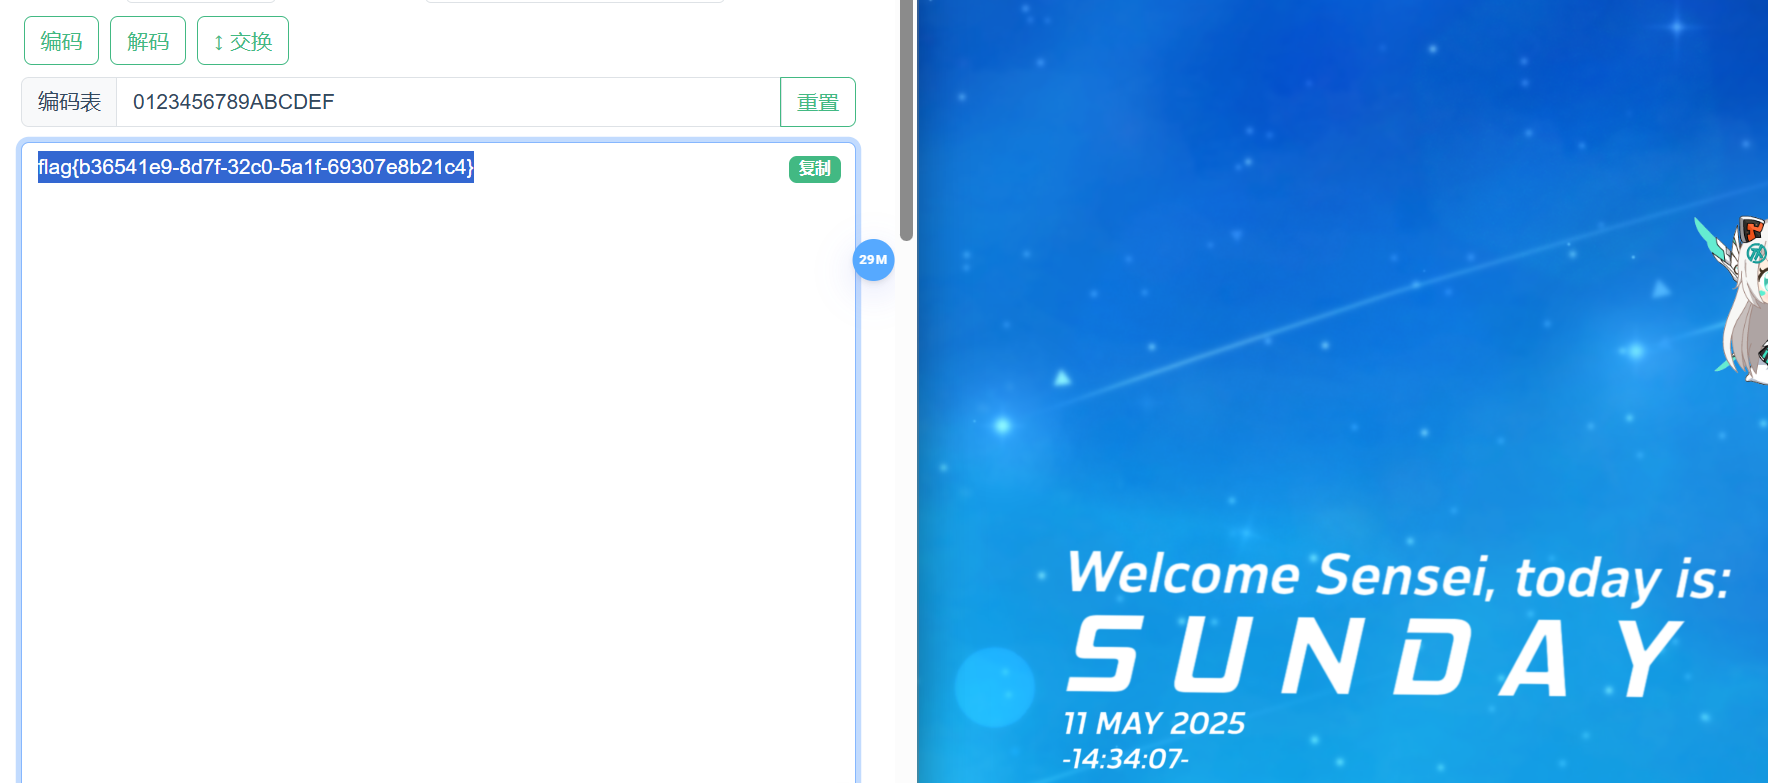 编码 解码 ↕ 交换
编码表 0123456789ABCDEF 重置
flag{b36541e9-8d7f-32c0-5a1f-69307e8b21c4} 复制
29M
Welcome Sensei, today is:
SUNDAY
11 MAY 2025
-14:34:07-